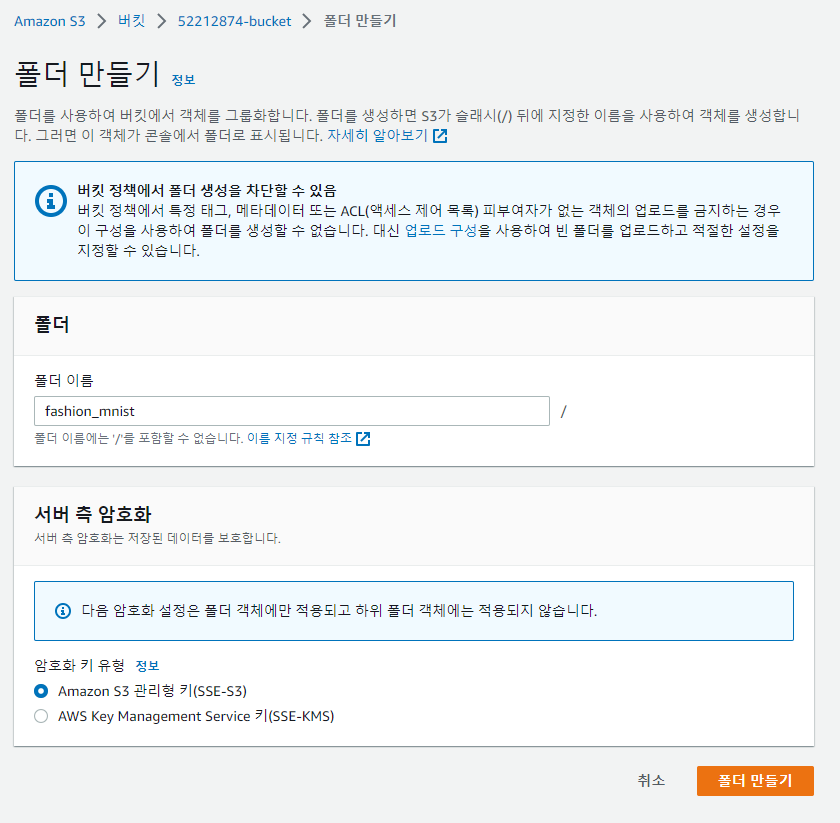 Amazon S3 > 버킷 > 52212874-bucket > 폴더 만들기
폴더 만들기 정보
폴더를 사용하여 버킷에서 객체를 그룹화합니다. 폴더를 생성하면 S3가 슬래시(/) 뒤에 지정한 이름을 사용하여 객체를 생성합니
다. 그러면 이 객체가 콘솔에서 폴더로 표시됩니다. 자세히 알아보기
버킷 정책에서 폴더 생성을 차단할 수 있음
버킷 정책에서 특정 태그, 메타데이터 또는 ACL(액세스 제어 목록) 피부여자가 없는 객체의 업로드를 금지하는 경우
이 구성을 사용하여 폴더를 생성할 수 없습니다. 대신 업로드 구성을 사용하여 빈 폴더를 업로드하고 적절한 설정을
지정할 수 있습니다.
폴더
폴더 이름
fashion_mnist /
폴더 이름에는 '/'를 포함할 수 없습니다. 이름 지정 규칙 참조
서버 측 암호화
서버 측 암호화는 저장된 데이터를 보호합니다.
다음 암호화 설정은 폴더 객체에만 적용되고 하위 폴더 객체에는 적용되지 않습니다.
암호화 키 유형 정보
Amazon S3 관리형 키(SSE-S3)
AWS Key Management Service 키(SSE-KMS)
취소 폴더 만들기